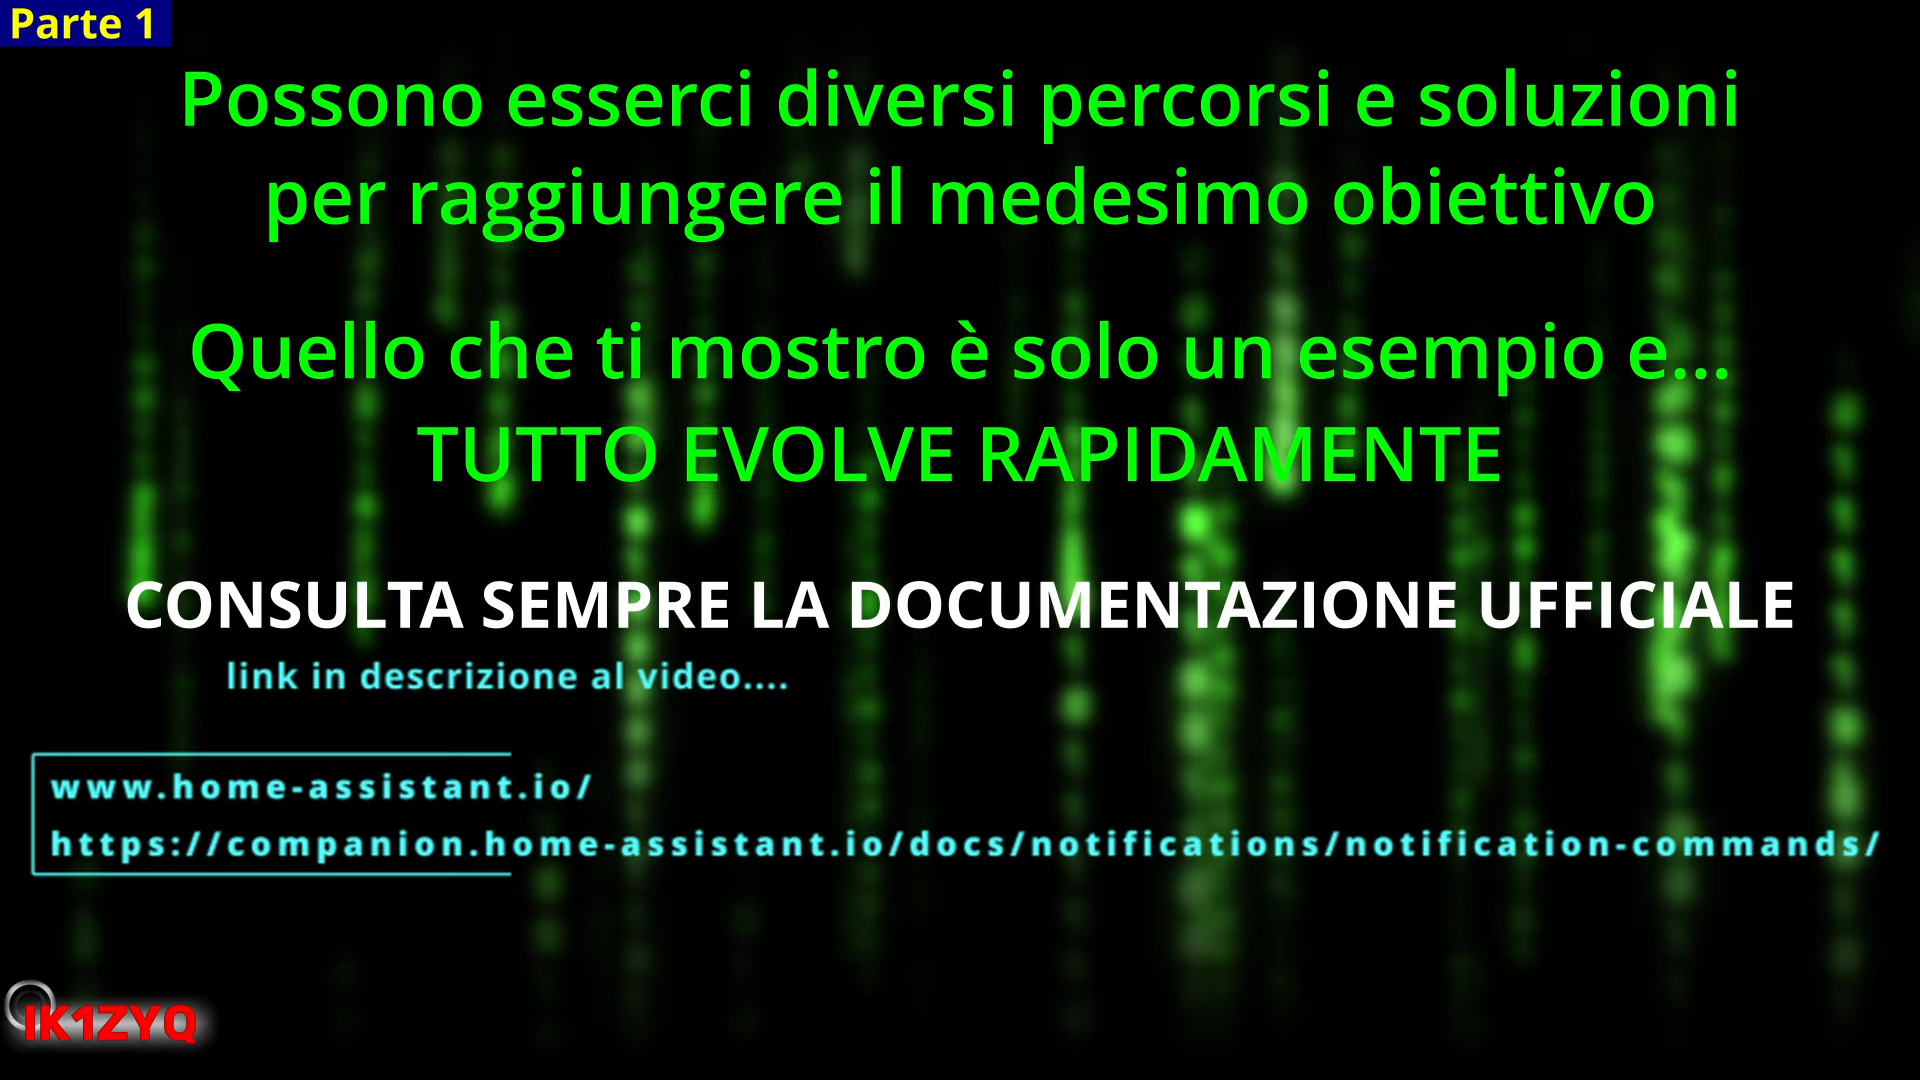 Parte 1
Possono esserci diversi percorsi e soluzioni
per raggiungere il medesimo obiettivo
Quello che ti mostro è solo un esempio e...
TUTTO EVOLVE RAPIDAMENTE
CONSULTA SEMPRE LA DOCUMENTAZIONE UFFICIALE
link in descrizione al video....
www.home-assistant.io/
https://companion.home-assistant.io/docs/notifications/notification-commands/
IK1ZYQ